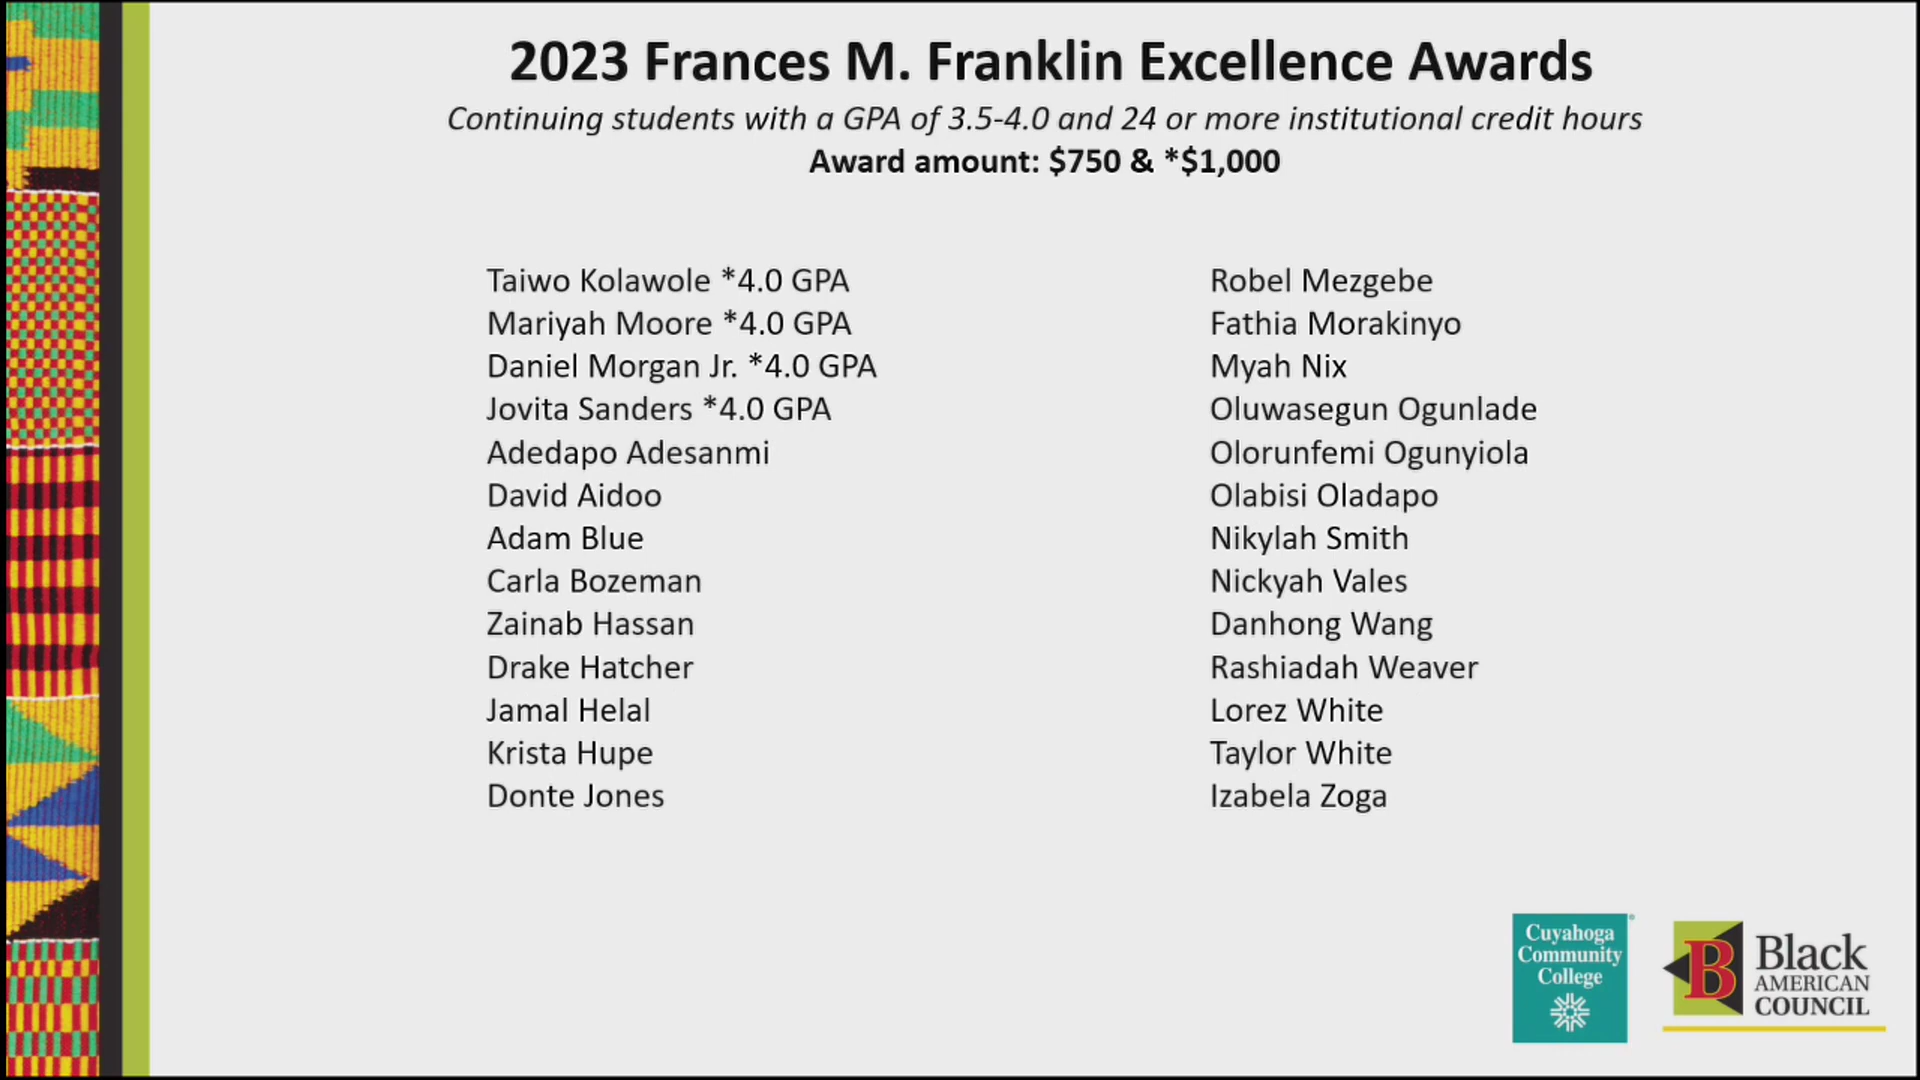 2023 Frances M. Franklin Excellence Awards
Continuing students with a GPA of 3.5-4.0 and 24 or more institutional credit hours
Award amount: $750 & *$1,000
Taiwo Kolawole *4.0 GPA
Mariyah Moore *4.0 GPA
Daniel Morgan Jr. *4.0 GPA
Jovita Sanders *4.0 GPA
Adedapo Adesanmi
David Aidoo
Adam Blue
Carla Bozeman
Zainab Hassan
Drake Hatcher
Jamal Helal
Krista Hupe
Donte Jones
Robel Mezgebe
Fathia Morakinyo
Myah Nix
Oluwasegun Ogunlade
Olorunfemi Ogunyiola
Olabisi Oladapo
Nikylah Smith
Nickyah Vales
Danhong Wang
Rashiadah Weaver
Lorez White
Taylor White
Izabela Zoga
Cuyahoga
Community
College
B
Black
AMERICAN
COUNCIL